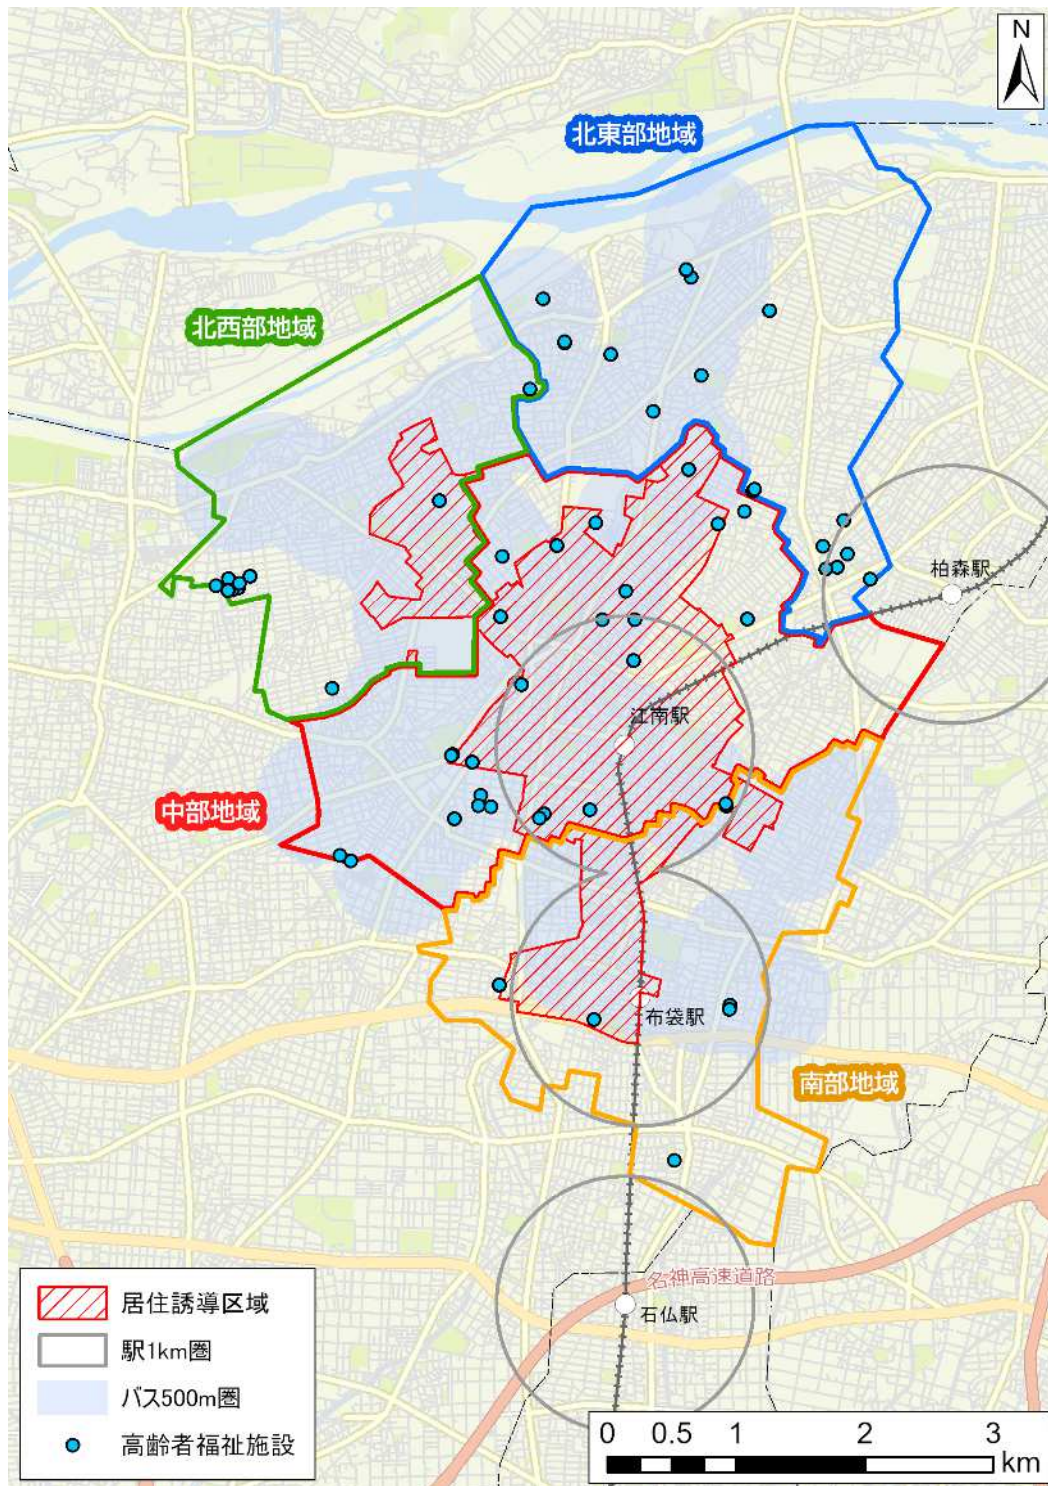 N
北東部地域
北西部地域
柏森駅
江南駅
中部地域
布袋駅
南部地域
名神高速道路
石仏駅
居住誘導区域
駅1km圏
バス500m圏
高齢者福祉施設
0 0.5 1 2 3
km